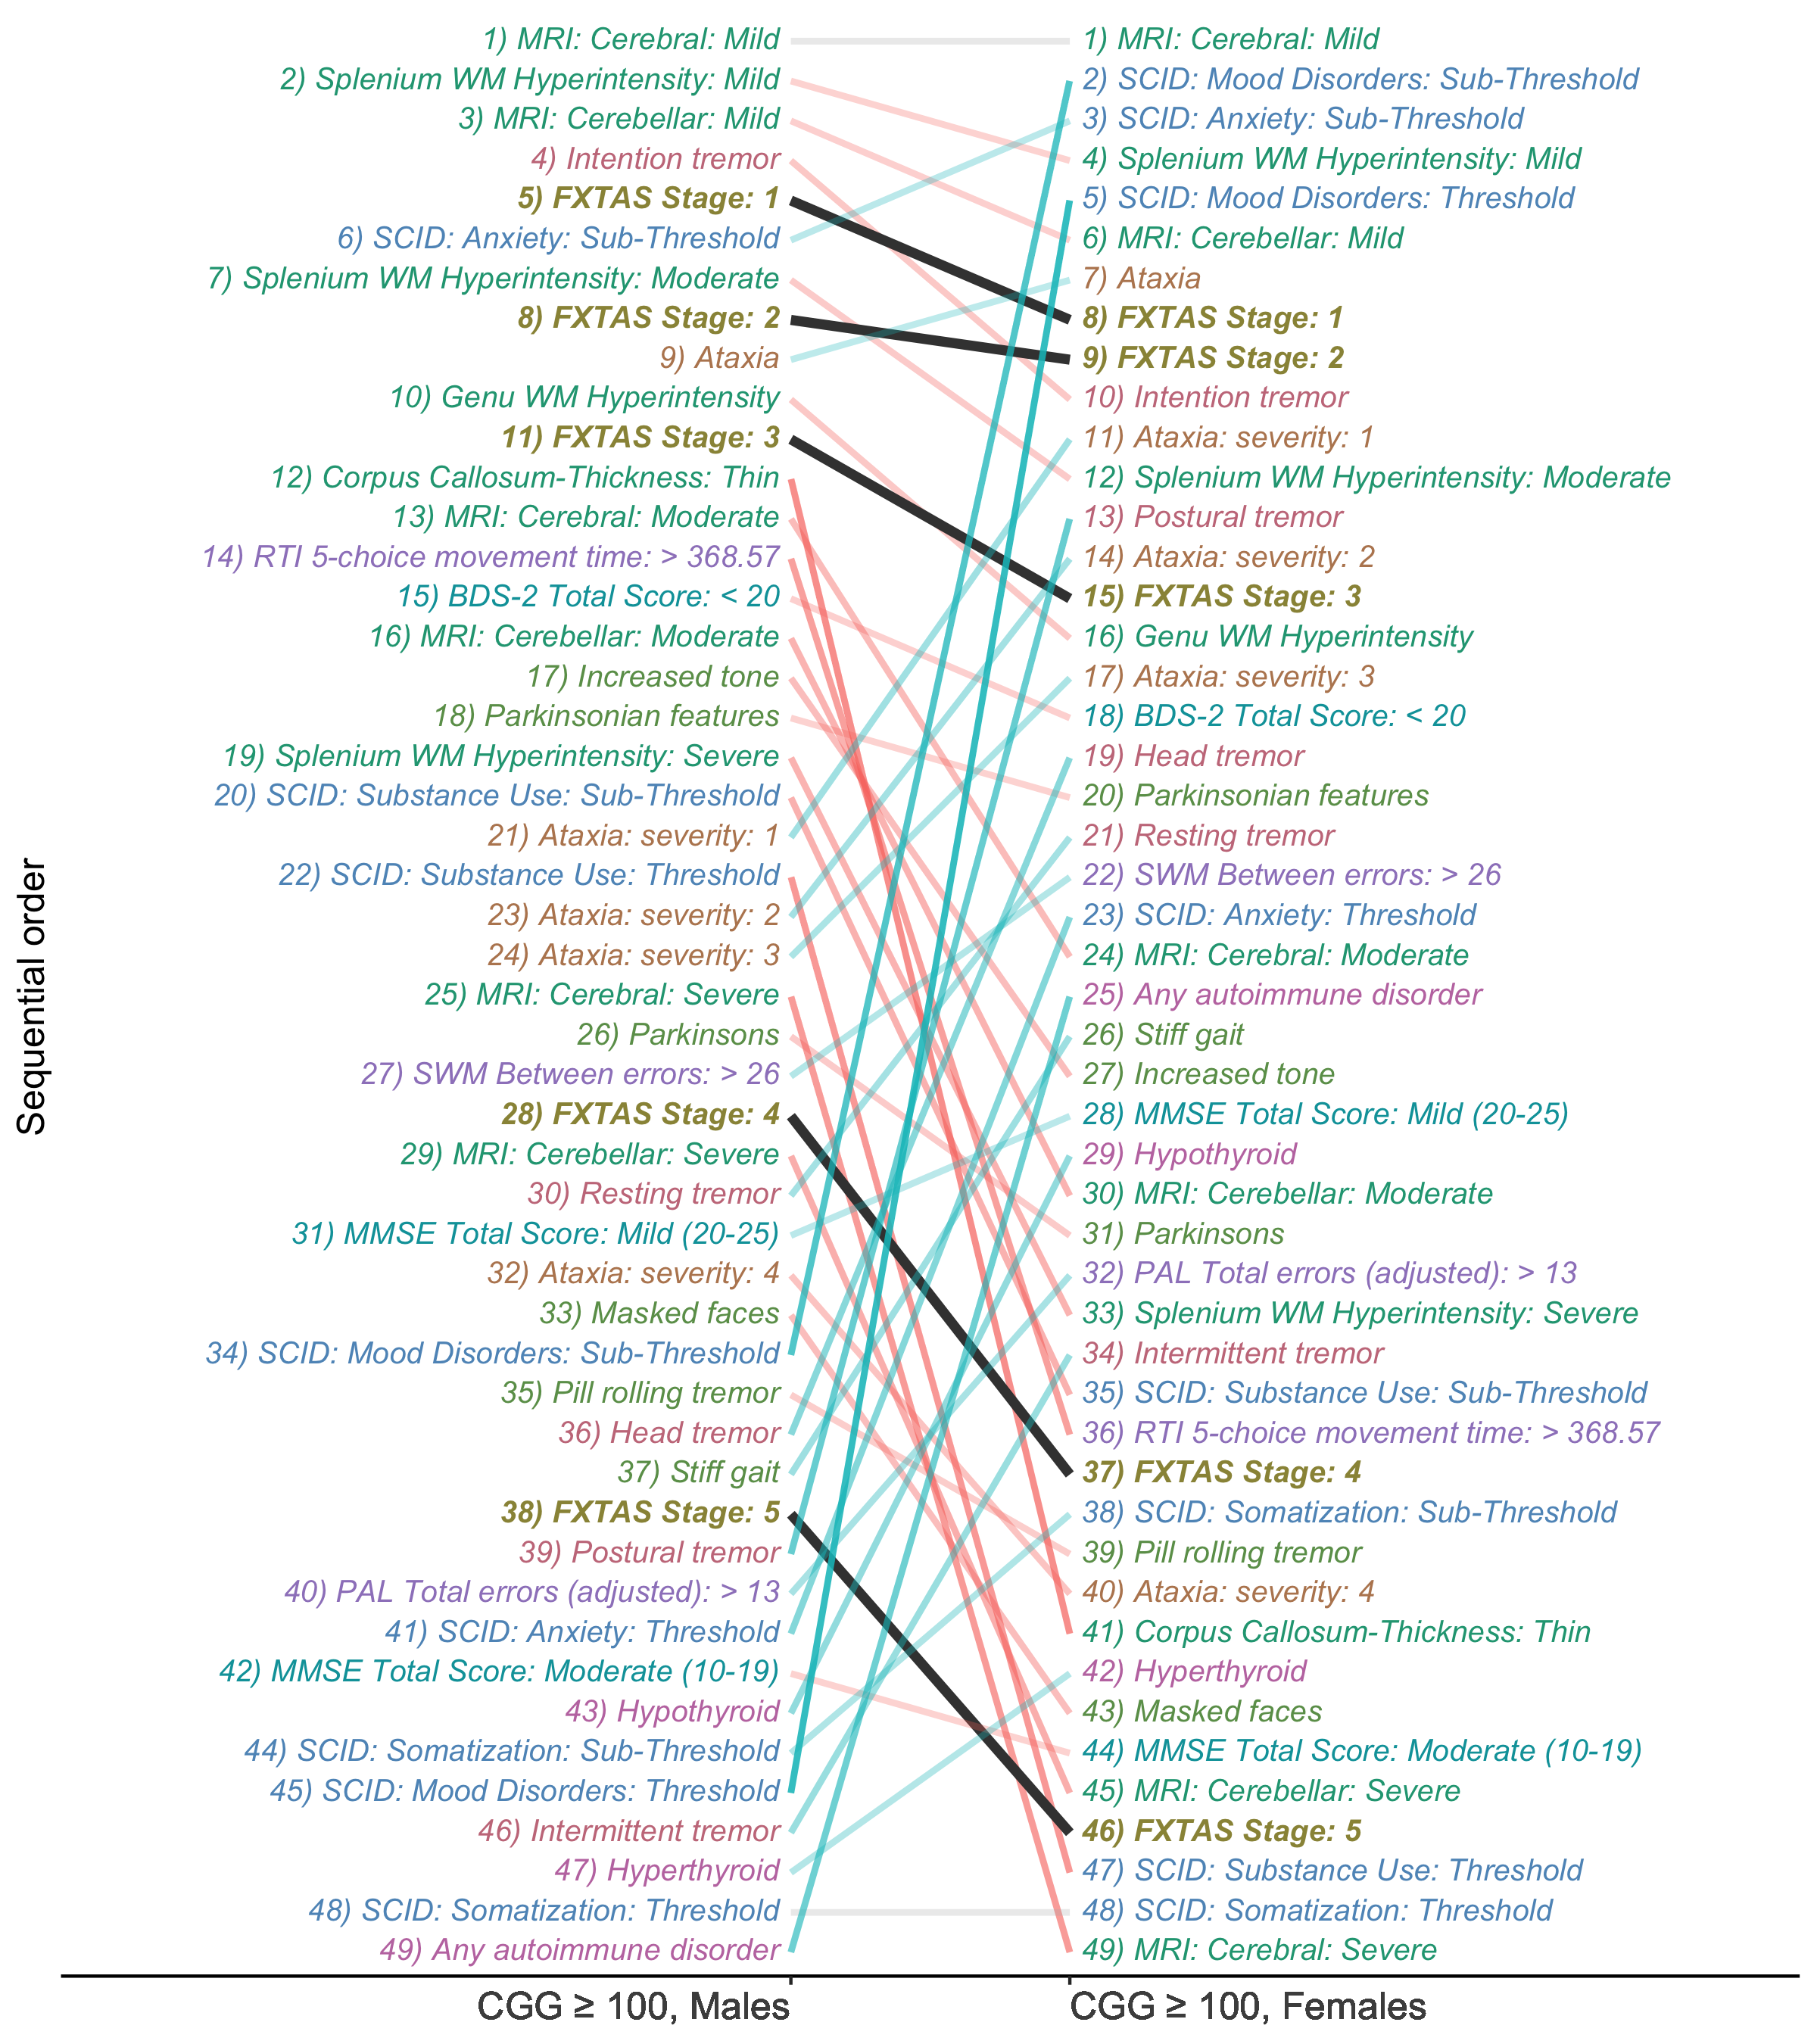 Sequential order
1) MRI: Cerebral: Mild
2) Splenium WM Hyperintensity: Mild
3) MRI: Cerebellar: Mild
4) Intention tremor
5) FXTAS Stage: 1
6) SCID: Anxiety: Sub-Threshold
7) Splenium WM Hyperintensity: Moderate
8) FXTAS Stage: 2
9) Ataxia
10) Genu WM Hyperintensity
11) FXTAS Stage: 3
12) Corpus Callosum-Thickness: Thin
13) MRI: Cerebral: Moderate
14) RTI 5-choice movement time: > 368.57
15) BDS-2 Total Score: < 20
16) MRI: Cerebellar: Moderate
17) Increased tone
18) Parkinsonian features
19) Splenium WM Hyperintensity: Severe
20) SCID: Substance Use: Sub-Threshold
21) Ataxia: severity: 1
22) SCID: Substance Use: Threshold
23) Ataxia: severity: 2
24) Ataxia: severity: 3
25) MRI: Cerebral: Severe
26) Parkinsons
27) SWM Between errors: > 26
28) FXTAS Stage: 4
29) MRI: Cerebellar: Severe
30) Resting tremor
31) MMSE Total Score: Mild (20-25)
32) Ataxia: severity: 4
33) Masked faces
34) SCID: Mood Disorders: Sub-Threshold
35) Pill rolling tremor
36) Head tremor
37) Stiff gait
38) FXTAS Stage: 5
39) Postural tremor
40) PAL Total errors (adjusted): > 13
41) SCID: Anxiety: Threshold
42) MMSE Total Score: Moderate (10-19)
43) Hypothyroid
44) SCID: Somatization: Sub-Threshold
45) SCID: Mood Disorders: Threshold
46) Intermittent tremor
47) Hyperthyroid
48) SCID: Somatization: Threshold
49) Any autoimmune disorder
CGG ≥ 100, Males
1) MRI: Cerebral: Mild
2) SCID: Mood Disorders: Sub-Threshold
3) SCID: Anxiety: Sub-Threshold
4) Splenium WM Hyperintensity: Mild
5) SCID: Mood Disorders: Threshold
6) MRI: Cerebellar: Mild
7) Ataxia
8) FXTAS Stage: 1
9) FXTAS Stage: 2
10) Intention tremor
11) Ataxia: severity: 1
12) Splenium WM Hyperintensity: Moderate
13) Postural tremor
14) Ataxia: severity: 2
15) FXTAS Stage: 3
16) Genu WM Hyperintensity
17) Ataxia: severity: 3
18) BDS-2 Total Score: < 20
19) Head tremor
20) Parkinsonian features
21) Resting tremor
22) SWM Between errors: > 26
23) SCID: Anxiety: Threshold
24) MRI: Cerebral: Moderate
25) Any autoimmune disorder
26) Stiff gait
27) Increased tone
28) MMSE Total Score: Mild (20-25)
29) Hypothyroid
30) MRI: Cerebellar: Moderate
31) Parkinsons
32) PAL Total errors (adjusted): > 13
33) Splenium WM Hyperintensity: Severe
34) Intermittent tremor
35) SCID: Substance Use: Sub-Threshold
36) RTI 5-choice movement time: > 368.57
37) FXTAS Stage: 4
38) SCID: Somatization: Sub-Threshold
39) Pill rolling tremor
40) Ataxia: severity: 4
41) Corpus Callosum-Thickness: Thin
42) Hyperthyroid
43) Masked faces
44) MMSE Total Score: Moderate (10-19)
45) MRI: Cerebellar: Severe
46) FXTAS Stage: 5
47) SCID: Substance Use: Threshold
48) SCID: Somatization: Threshold
49) MRI: Cerebral: Severe
CGG ≥ 100, Females